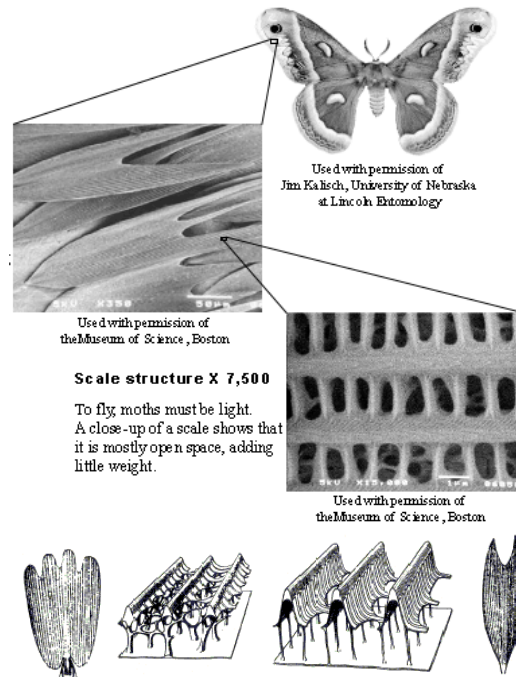 Used with permission of
Jim Kalisch, University of Nebraska
at Lincoln Entomology
5kU X350 50µm
Used with permission of
the Museum of Science, Boston
Scale structure X 7,500
To fly, moths must be light.
A close-up of a scale shows that
it is mostly open space, adding
little weight.
5kU X15,000 1µm
Used with permission of
the Museum of Science, Boston